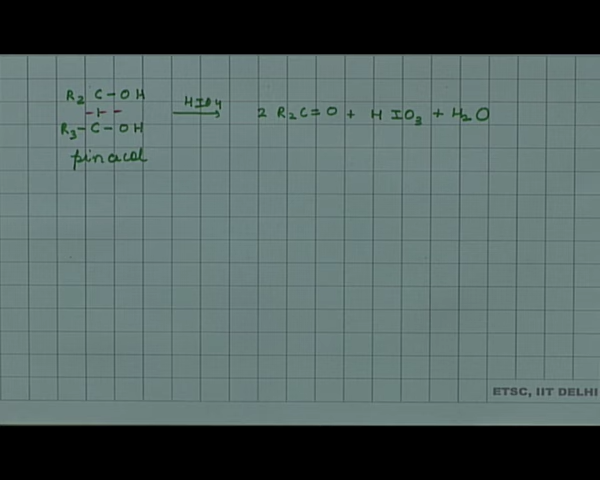 R₂ C-OH
HIO4
2 R₂C=O + HIO₃ + H₂O
R₃-C-OH
pinacol
ETSC, IIT DELHI